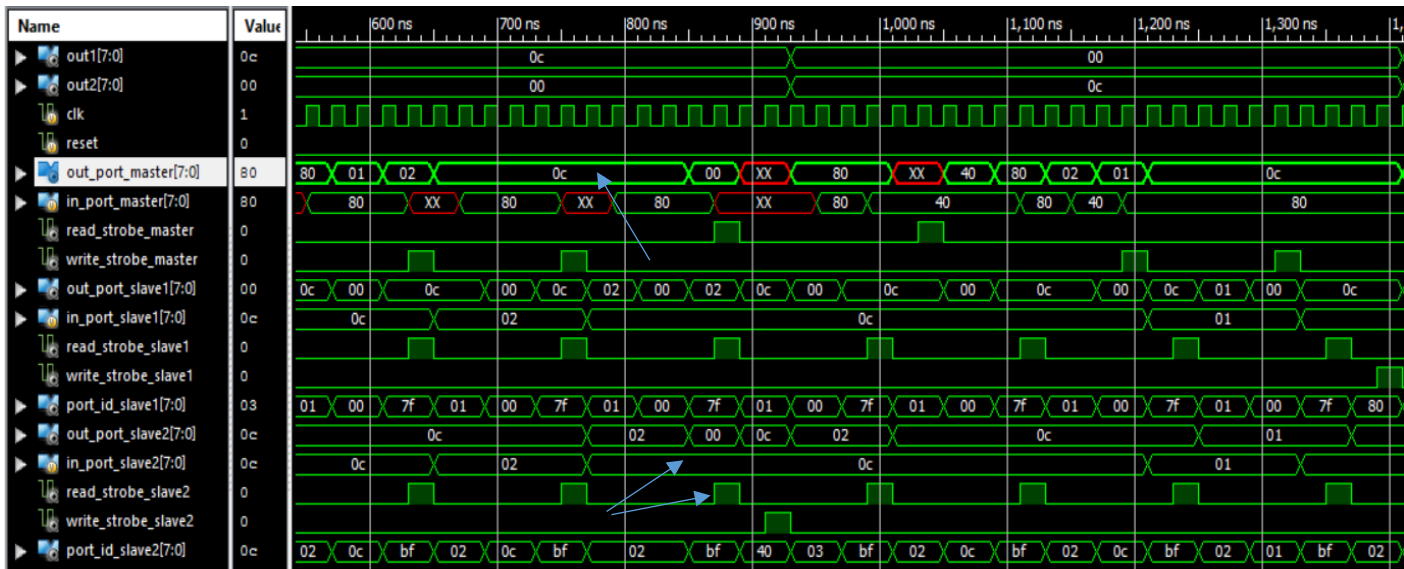 Name Value 600 ns 700 ns 800 ns 900 ns 1,000 ns 1,100 ns 1,200 ns 1,300 ns 1,
out1[7:0] 0c 0c 00
out2[7:0] 00 00 0c
clk 1
reset 0
out_port_master[7:0] 80 80 01 02 0c 00 XX 80 XX 40 80 02 01 0c
in_port_master[7:0] 80 80 XX 80 XX 80 XX 80 40 80 40 80
read_strobe_master 0
write_strobe_master 0
out_port_slave1[7:0] 00 0c 00 0c 00 0c 02 00 02 0c 00 0c 00 0c 00 0c 01 00 0c
in_port_slave1[7:0] 0c 0c 02 0c 01
read_strobe_slave1 0
write_strobe_slave1 0
port_id_slave1[7:0] 03 01 00 7f 01 00 7f 01 00 7f 01 00 7f 01 00 7f 01 00 7f 01 00 7f 80
out_port_slave2[7:0] 0c 0c 02 00 0c 02 0c 01
in_port_slave2[7:0] 0c 0c 02 0c 01
read_strobe_slave2 0
write_strobe_slave2 0
port_id_slave2[7:0] 0c 02 0c bf 02 0c bf 02 bf 40 03 bf 02 0c bf 02 0c bf 02 01 bf 02